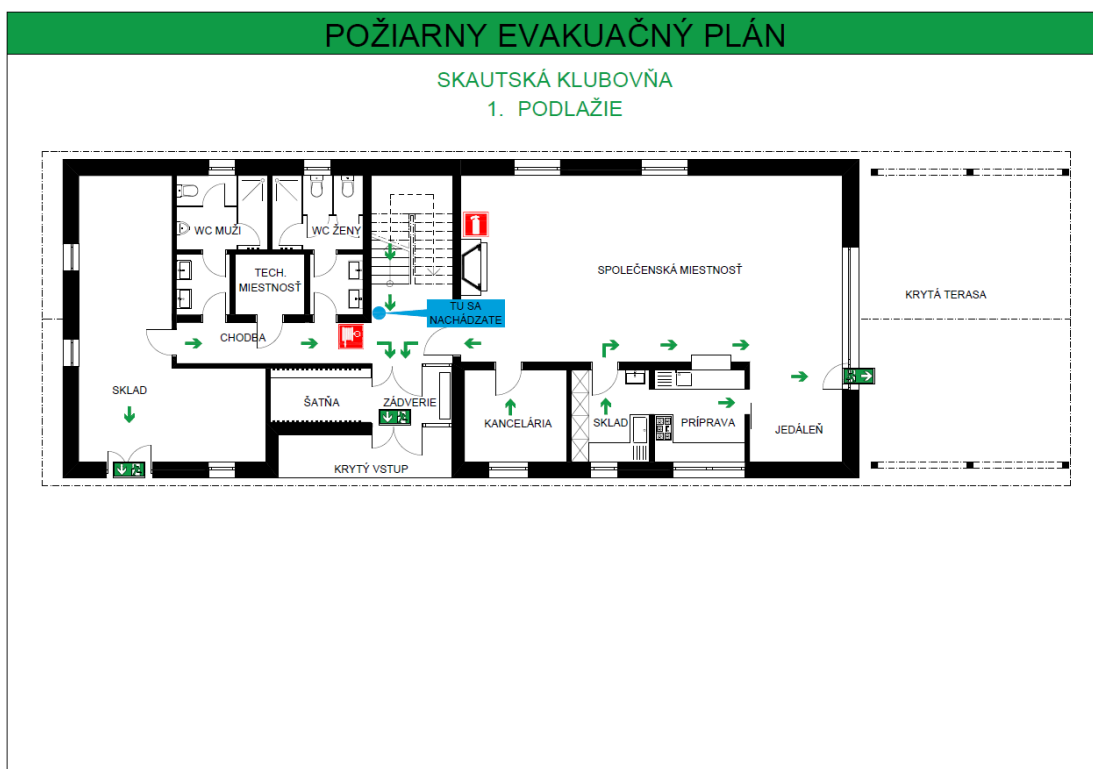 POŽIARNY EVAKUAČNÝ PLÁN
SKAUTSKÁ KLUBOVŇA
1. PODLAŽIE
WC MUŽI
WC ŽENY
TECH.
MIESTNOSŤ
SPOLEČENSKÁ MIESTNOSŤ
KRYTÁ TERASA
TU SA
NACHÁDZATE
CHODBA
SKLAD
ŠATŇA
ZÁDVERIE
KANCELÁRIA
SKLAD
PRÍPRAVA
JEDÁLEŇ
KRYTÝ VSTUP